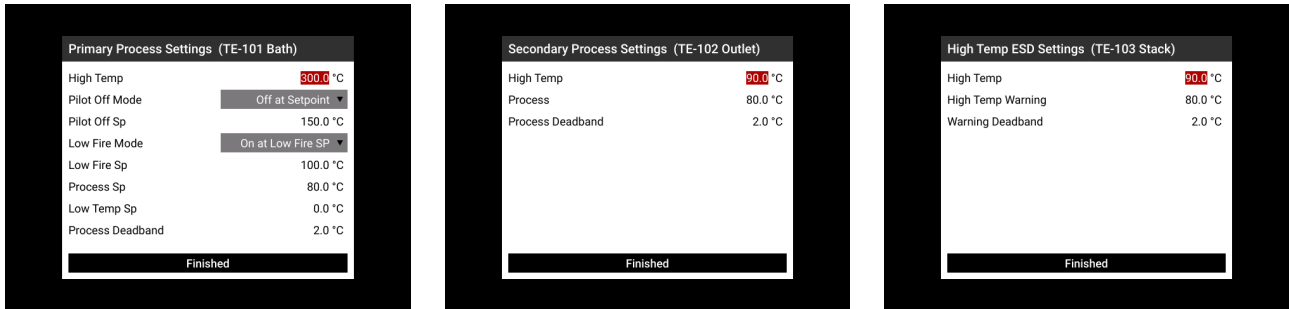 Primary Process Settings (TE-101 Bath)
High Temp 300.0 °C
Pilot Off Mode Off at Setpoint ▼
Pilot Off Sp 150.0 °C
Low Fire Mode On at Low Fire SP ▼
Low Fire Sp 100.0 °C
Process Sp 80.0 °C
Low Temp Sp 0.0 °C
Process Deadband 2.0 °C
Finished
Secondary Process Settings (TE-102 Outlet)
High Temp 90.0 °C
Process 80.0 °C
Process Deadband 2.0 °C
Finished
High Temp ESD Settings (TE-103 Stack)
High Temp 90.0 °C
High Temp Warning 80.0 °C
Warning Deadband 2.0 °C
Finished